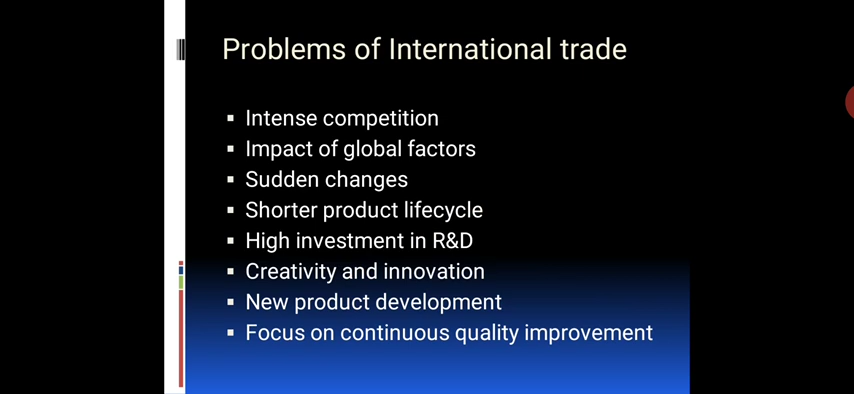 Problems of International trade
▪ Intense competition
▪ Impact of global factors
▪ Sudden changes
▪ Shorter product lifecycle
▪ High investment in R&D
▪ Creativity and innovation
▪ New product development
▪ Focus on continuous quality improvement